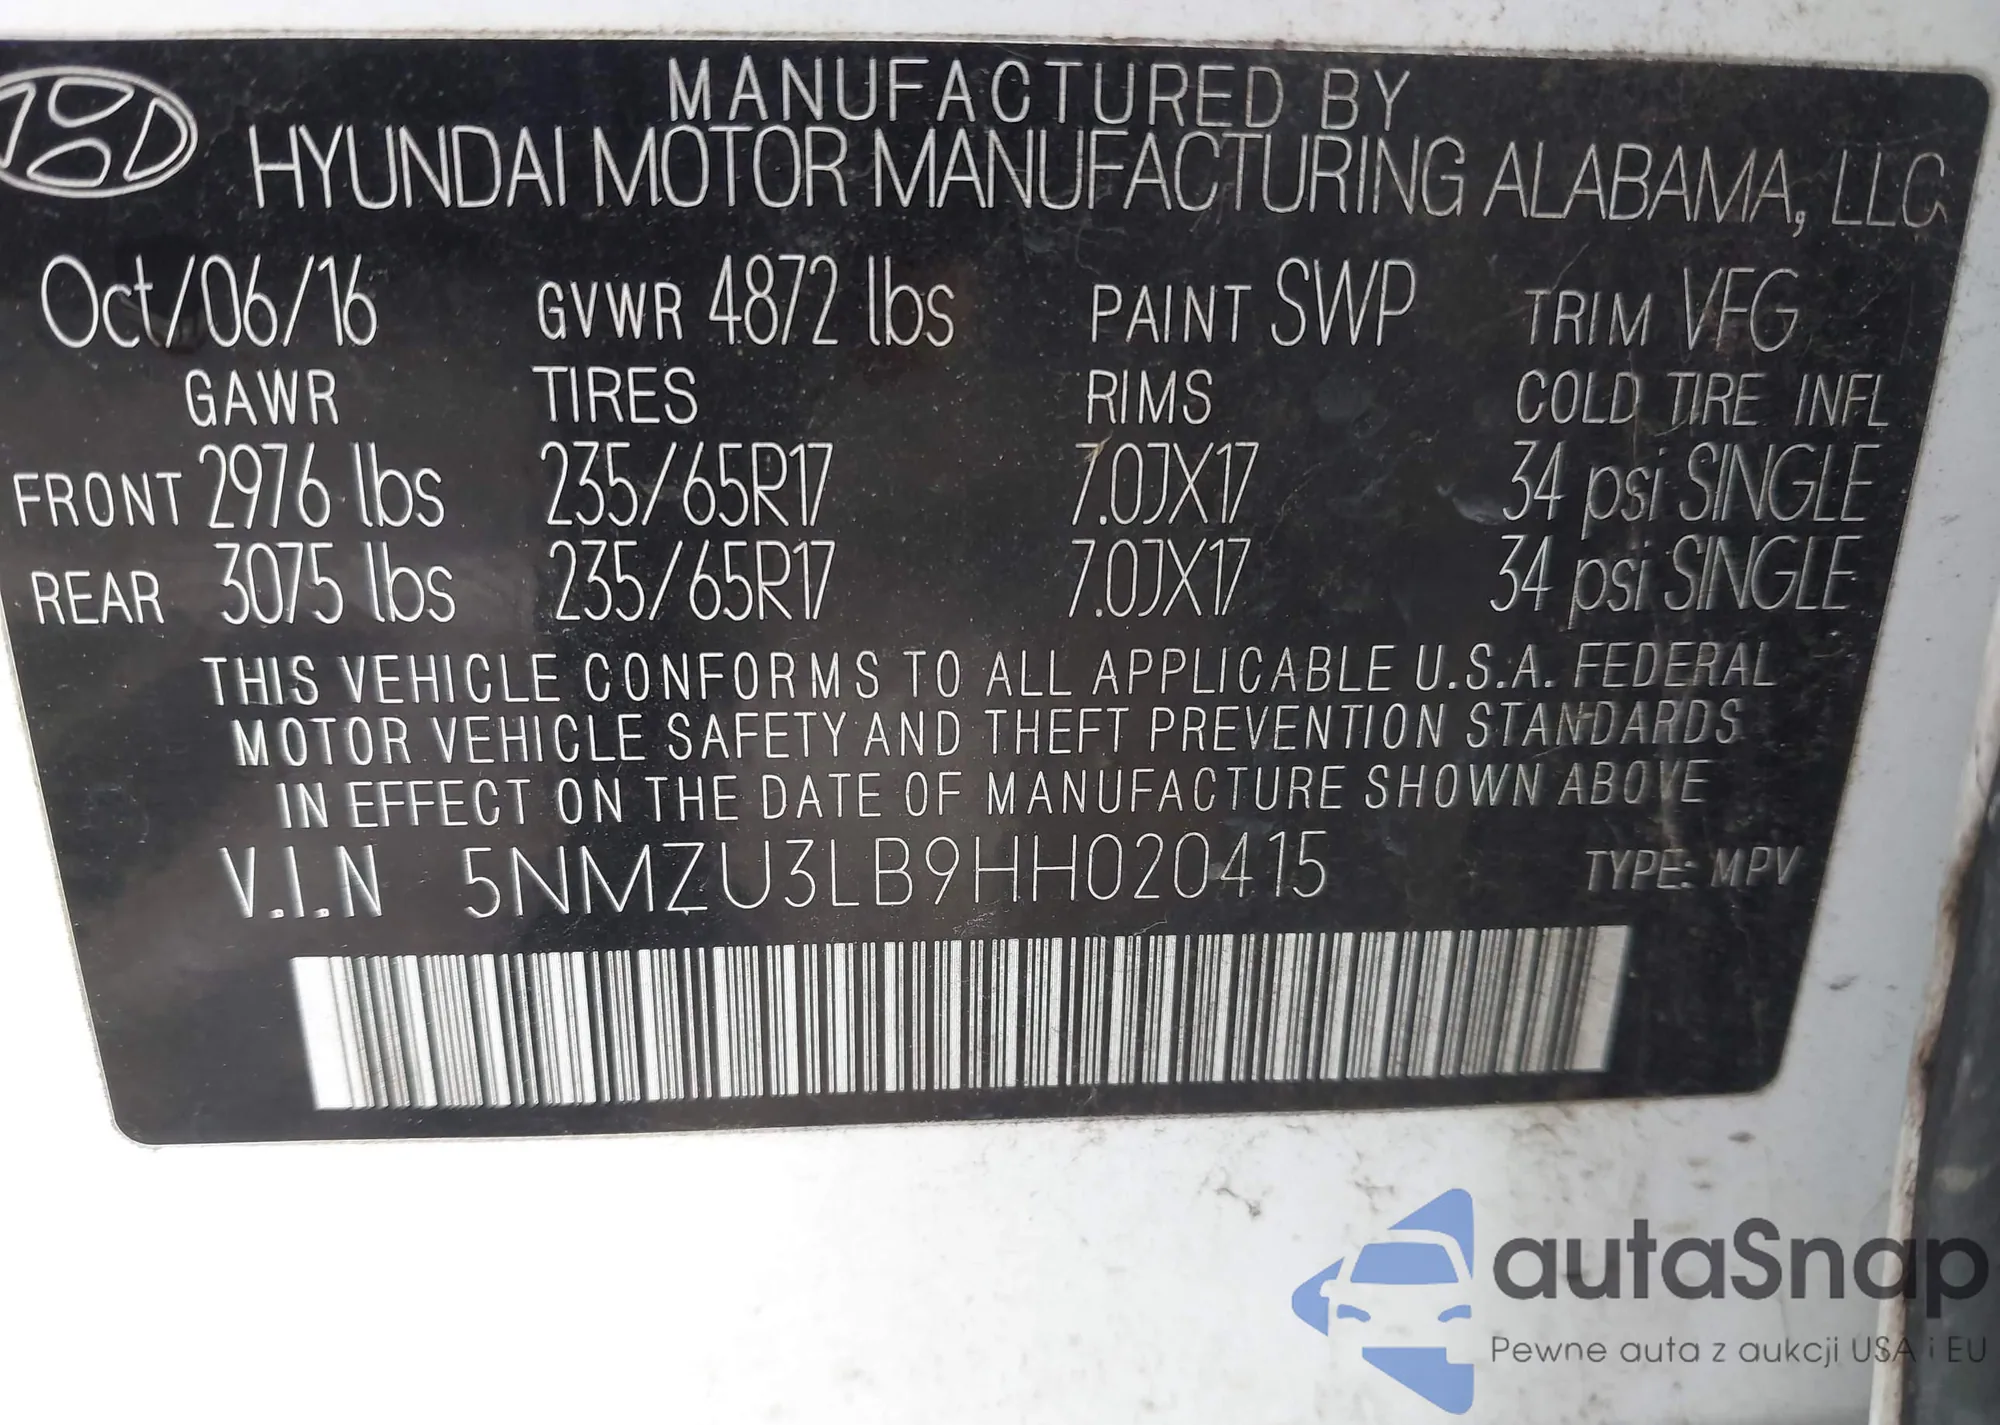 MANUFACTURED BY
HYUNDAI MOTOR MANUFACTURING ALABAMA, LLC
Oct/06/16 GVWR 4872 lbs PAINT SWP TRIM VFG
GAWR TIRES RIMS COLD TIRE INFL
FRONT 2976 lbs 235/65R17 7.0JX17 34 psi SINGLE
REAR 3075 lbs 235/65R17 7.0JX17 34 psi SINGLE
THIS VEHICLE CONFORMS TO ALL APPLICABLE U.S.A. FEDERAL
MOTOR VEHICLE SAFETY AND THEFT PREVENTION STANDARDS
IN EFFECT ON THE DATE OF MANUFACTURE SHOWN ABOVE
V.I.N 5NMZU3LB9HH020415 TYPE: MPV
autaSnap
Pewne auta z aukcji USA i EU